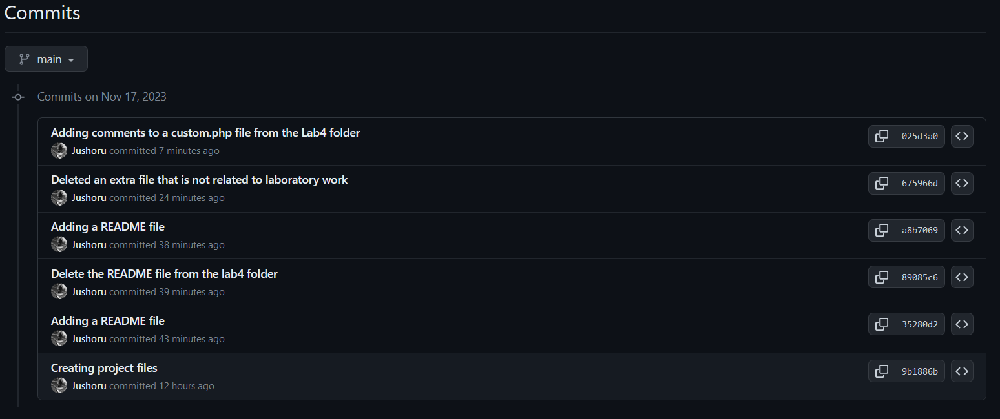 Commits
main
Commits on Nov 17, 2023
Adding comments to a custom.php file from the Lab4 folder
025d3a0
Jushoru committed 7 minutes ago
Deleted an extra file that is not related to laboratory work
675966d
Jushoru committed 24 minutes ago
Adding a README file
a8b7069
Jushoru committed 38 minutes ago
Delete the README file from the lab4 folder
89085c6
Jushoru committed 39 minutes ago
Adding a README file
35280d2
Jushoru committed 43 minutes ago
Creating project files
9b1886b
Jushoru committed 12 hours ago